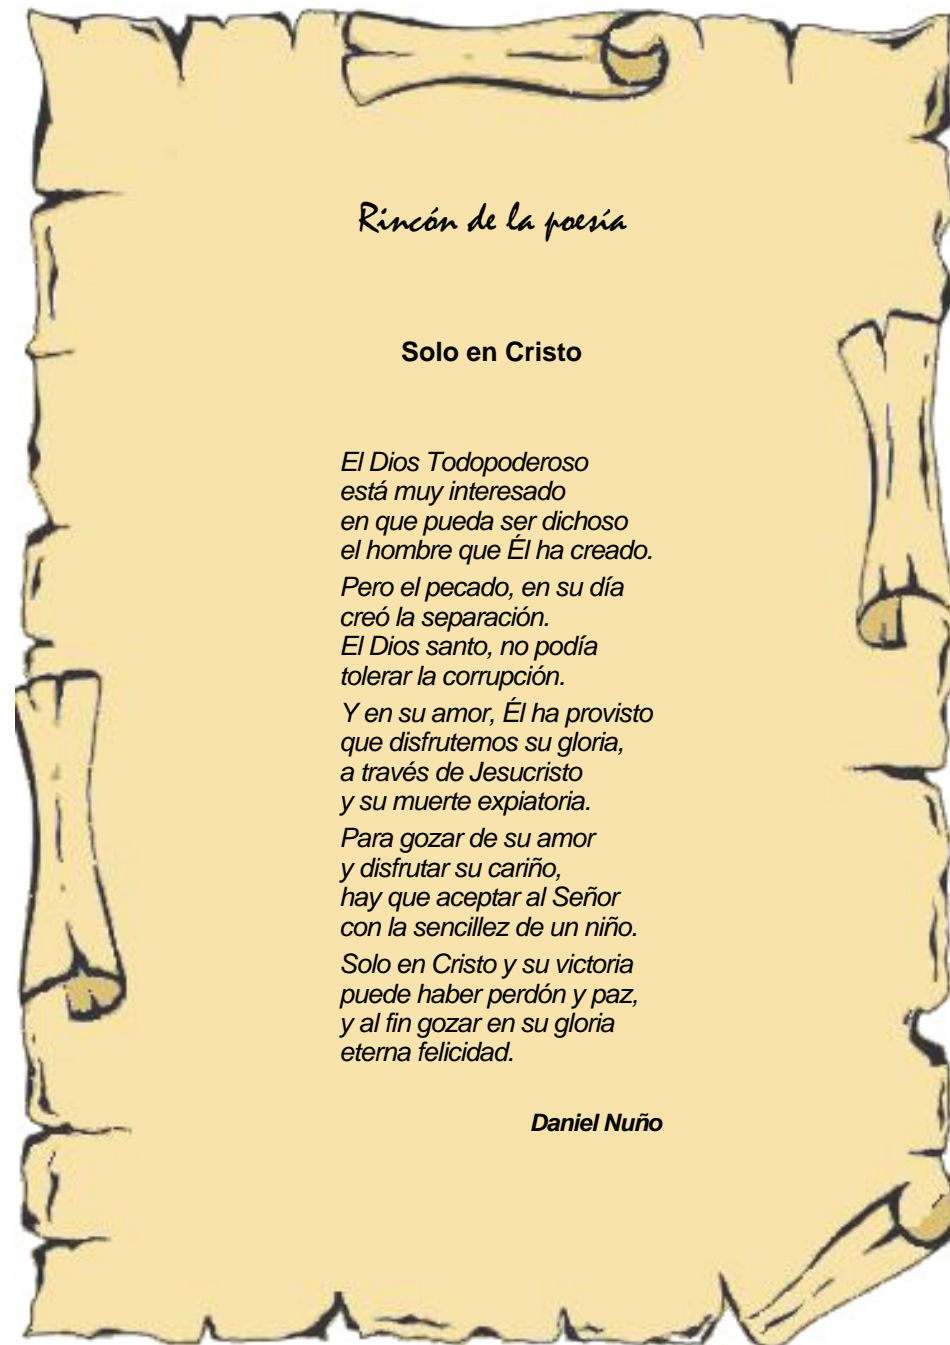 Rincón de la poesía
Solo en Cristo
El Dios Todopoderoso
está muy interesado
en que pueda ser dichoso
el hombre que Él ha creado.
Pero el pecado, en su día
creó la separación.
El Dios santo, no podía
tolerar la corrupción.
Y en su amor, Él ha provisto
que disfrutemos su gloria,
a través de Jesucristo
y su muerte expiatoria.
Para gozar de su amor
y disfrutar su cariño,
hay que aceptar al Señor
con la sencillez de un niño.
Solo en Cristo y su victoria
puede haber perdón y paz,
y al fin gozar en su gloria
eterna felicidad.
Daniel Nuño